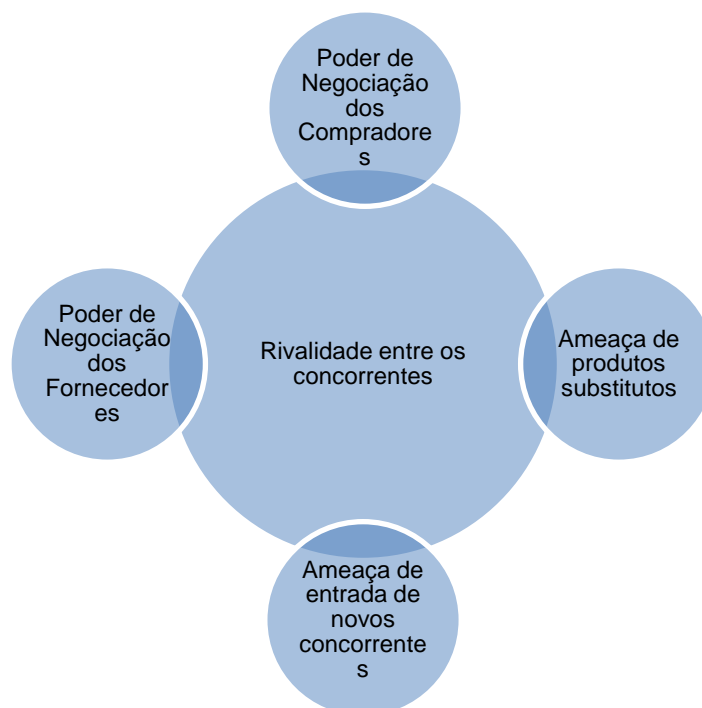 Poder de
Negociação
dos
Compradore
s
Poder de
Negociação
dos
Fornecedor
es
Rivalidade entre os
concorrentes
Ameaça de
produtos
substitutos
Ameaça de
entrada de
novos
concorrente
s